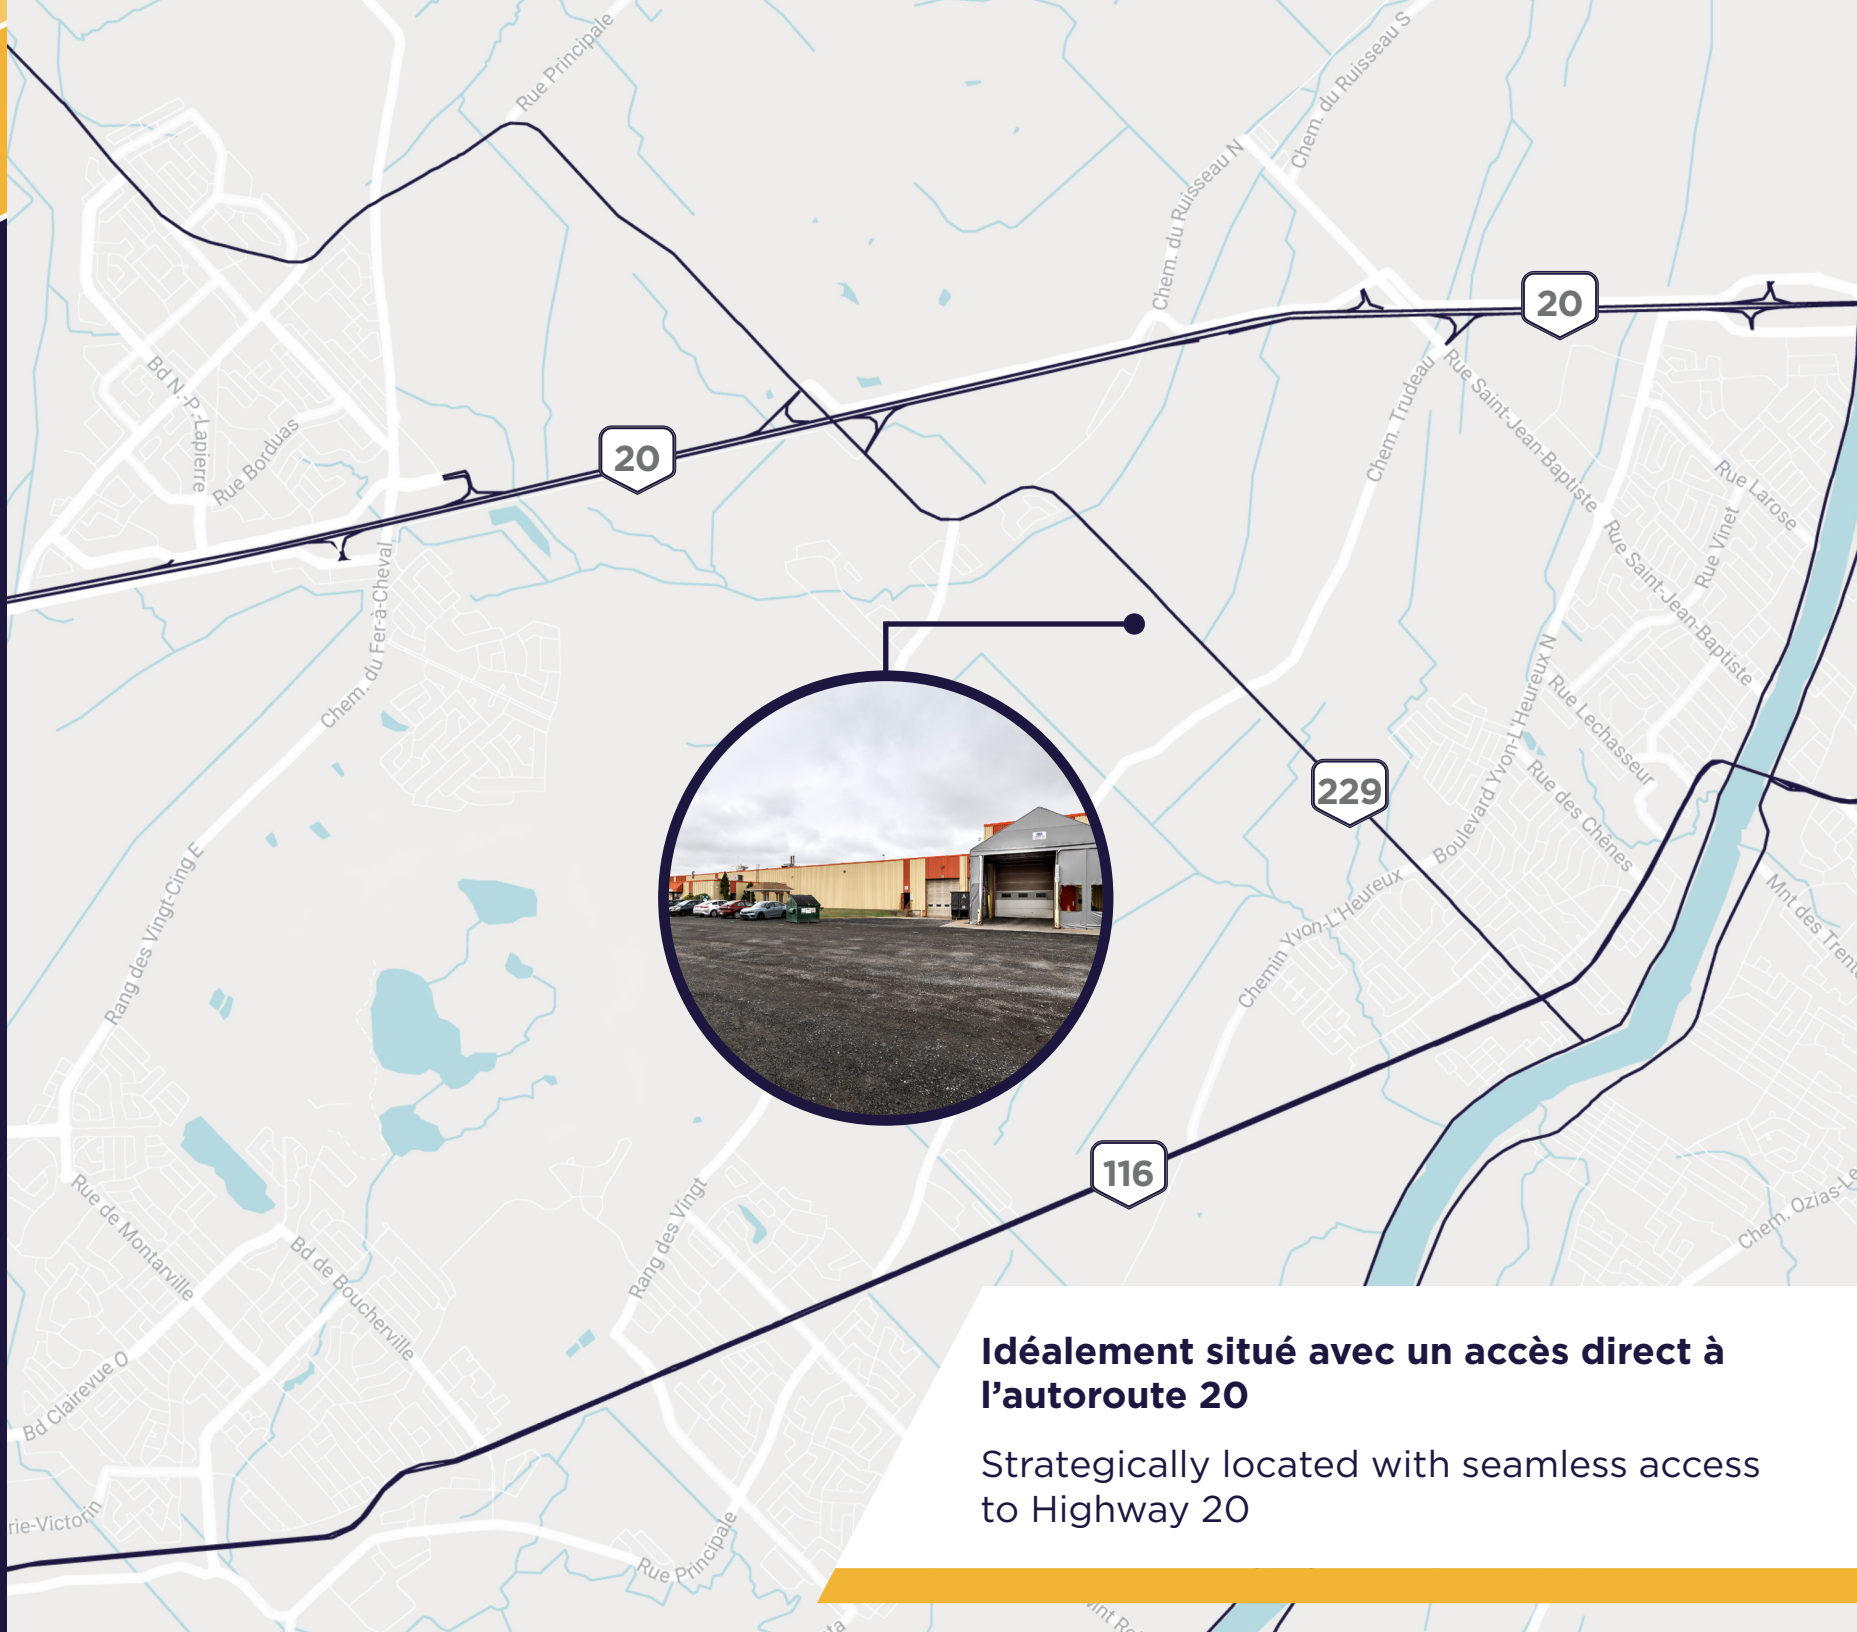 Rue Principale
Chem. du Ruisseau S
Chem. du Ruisseau N
20
Bd N.-P.-Lapierre
Rue Borduas
20
Chem. Trudeau
Rue Saint-Jean-Baptiste
Rue Larose
Rue Vinet
Rue Saint-Jean-Baptiste
Chem. du Fer-à-Cheval
Rue Lechasseur
Boulevard Yvon-L'Heureux N
229
Rue des Chênes
Rang des Vingt-Cinq E
Chemin Yvon-L'Heureux
Mnt des Trent
116
Rue de Montarville
Rang des Vingt
Chem. Ozias-Le
Bd de Boucherville
Bd Clairevue O
Idéalement situé avec un accès direct à
l’autoroute 20
Strategically located with seamless access
to Highway 20
rie-Victorin
Rue Principale